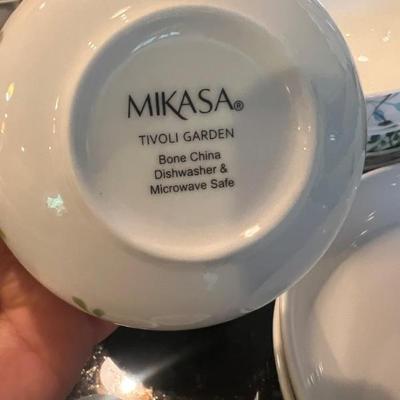 MIKASA®
TIVOLI GARDEN
Bone China
Dishwasher &
Microwave Safe